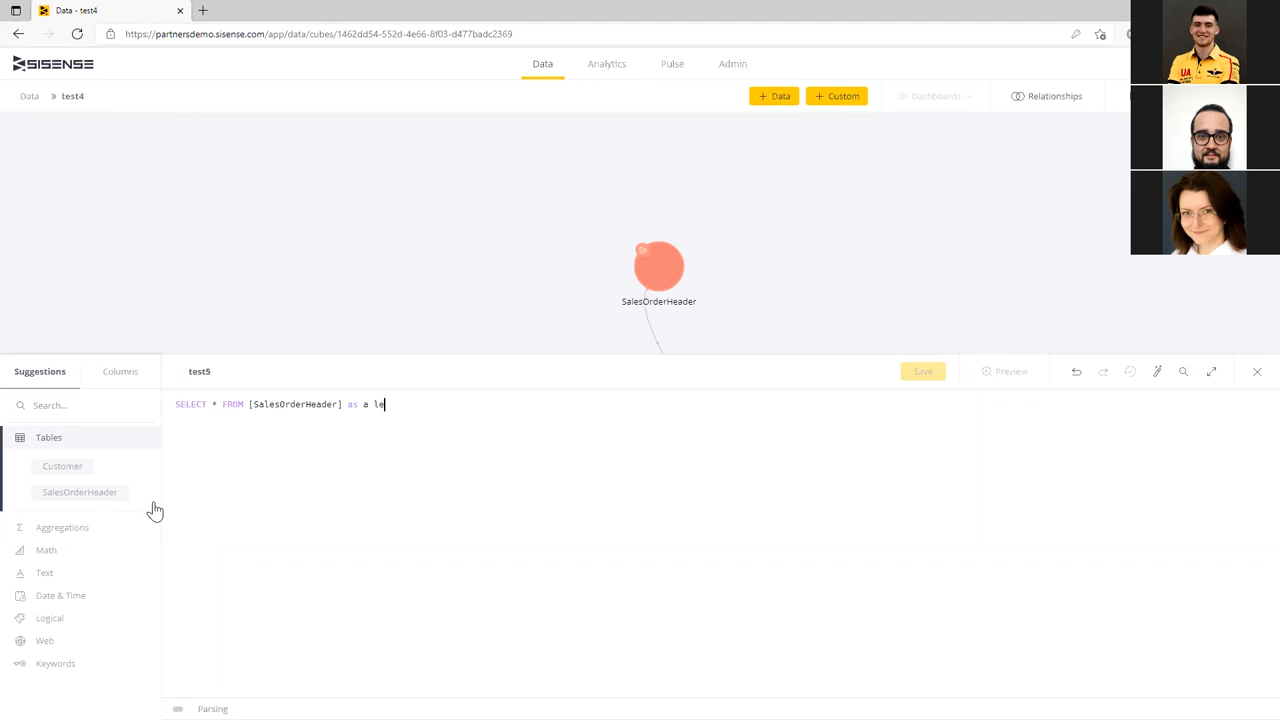 Data - test4
https://partnersdemo.sisense.com/app/data/cubes/1462dd54-552d-4e66-8f03-d477badc2369
SISENSE
Data
Analytics
Pulse
Admin
Data » test4
+ Data
+ Custom
Dashboards
Relationships
UA
SalesOrderHeader
Suggestions
Columns
test5
Save
Preview
Search...
SELECT * FROM [SalesOrderHeader] as a le
Tables
Customer
SalesOrderHeader
Aggregations
Math
Text
Date & Time
Logical
Web
Keywords
Parsing